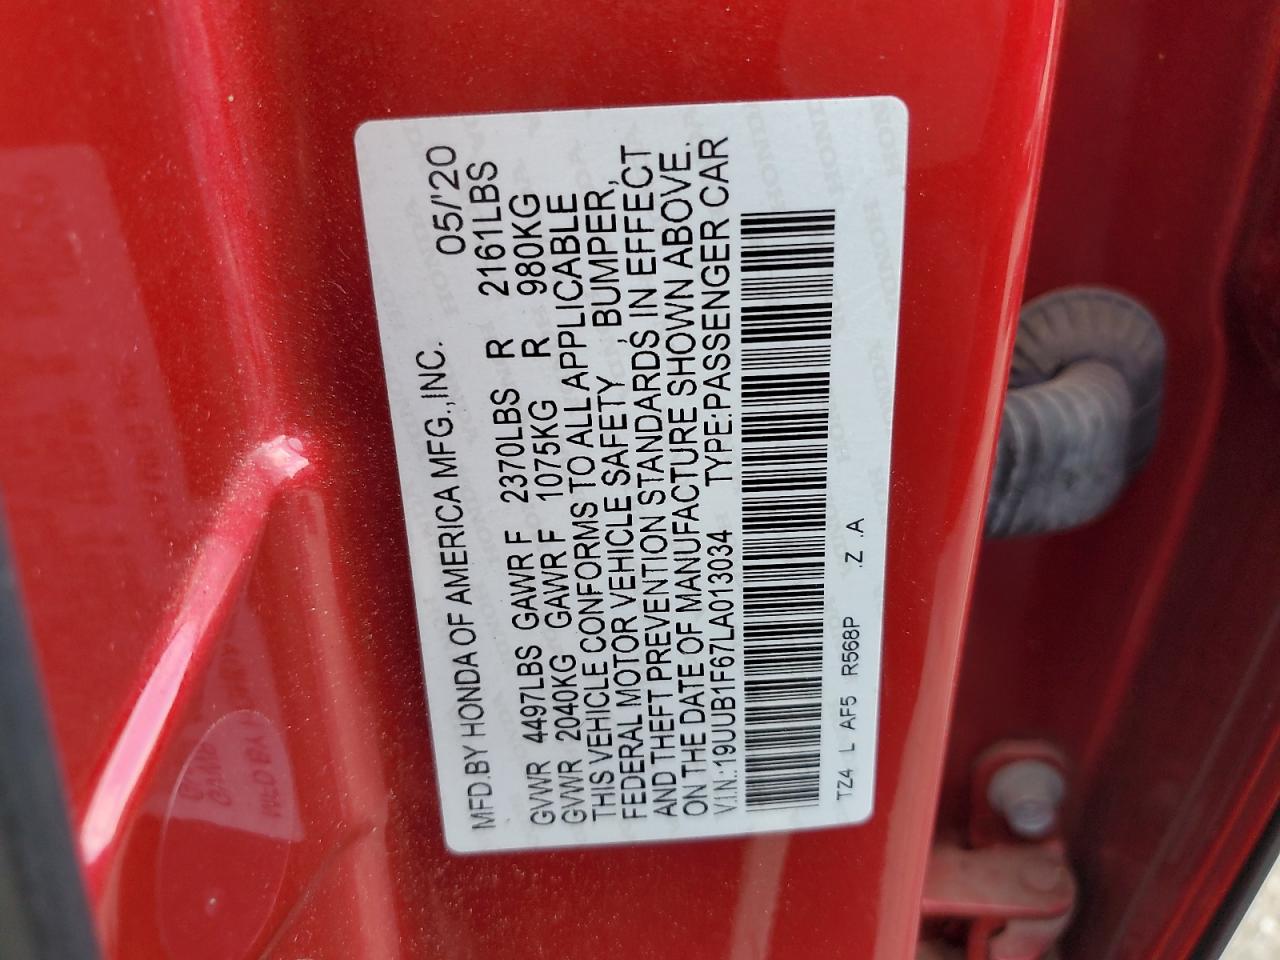 MFD.BY HONDA OF AMERICA MFG.,INC. 05/'20
GVWR 4497LBS GAWR F 2370LBS R 2161LBS
GVWR 2040KG GAWR F 1075KG R 980KG
THIS VEHICLE CONFORMS TO ALL APPLICABLE
FEDERAL MOTOR VEHICLE SAFETY, BUMPER,
AND THEFT PREVENTION STANDARDS IN EFFECT
ON THE DATE OF MANUFACTURE SHOWN ABOVE.
V.I.N.:19UUB1F67LA013034 TYPE:PASSENGER CAR
TZ4 L AF5 R568P .Z .A